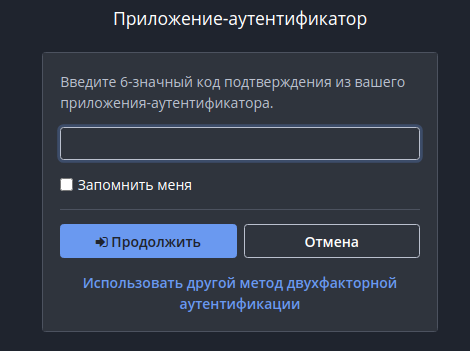 Приложение-аутентификатор
Введите 6-значный код подтверждения из вашего
приложения-аутентификатора.
Запомнить меня
Продолжить
Отмена
Использовать другой метод двухфакторной
аутентификации